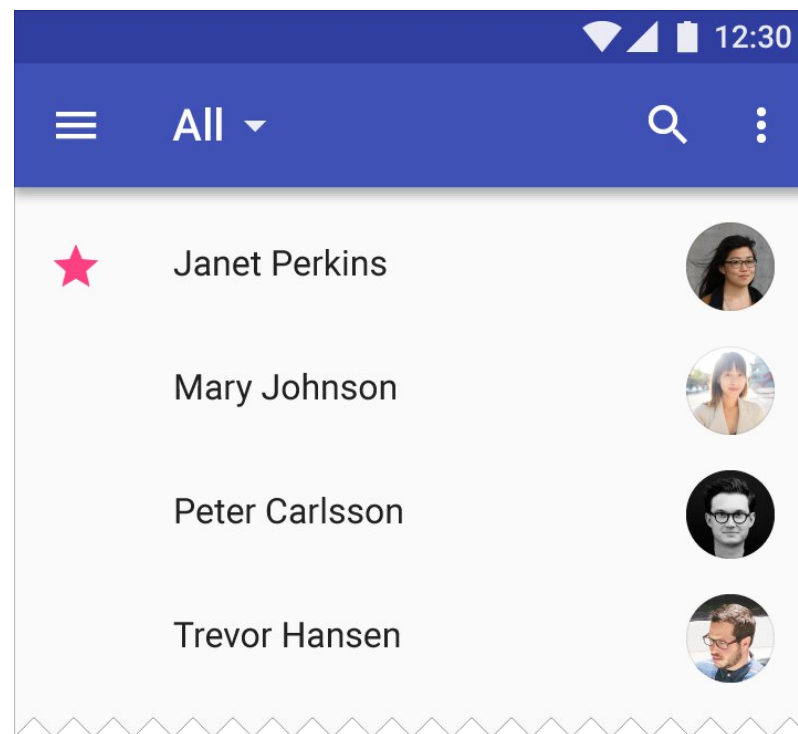 12:30
All
Janet Perkins
Mary Johnson
Peter Carlsson
Trevor Hansen